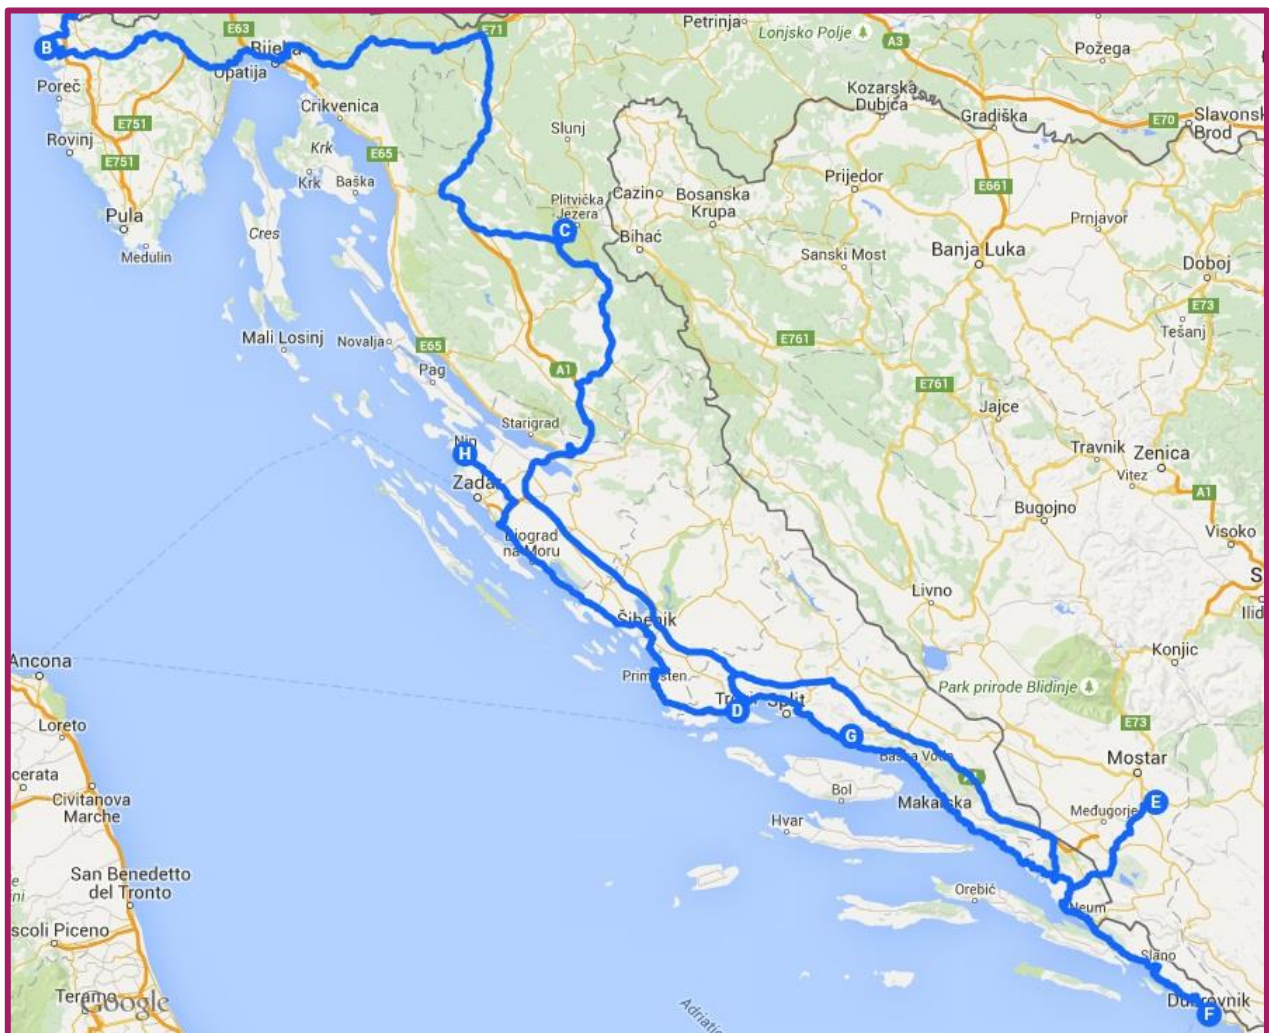 Petrinja
Lonjsko Polje
E63
E71
A3
Požega
B
Rijeka
Opatija
Poreč
Kozarska
Dubica
Gradiška
E70
Slavonski
Brod
Crikvenica
E751
Slunj
Rovinj
E751
Krk
E65
Krk
Baška
Cazin
Bosanska
Krupa
Prijedor
E661
Prnjavor
Pula
Plitvička
Jezera
C
Cres
Bihać
Medulin
Sanski Most
Banja Luka
Doboj
E73
Tešanj
Mali Losinj
Novalja
E65
E761
Pag
A1
E761
Jajce
Starigrad
Nin
H
Travnik
Zenica
Vitez
Zadar
A1
Bugojno
Visoko
Biograd
na Moru
Livno
Šibenik
Konjic
Ancona
Primošten
Park prirode Blidinje
Loreto
Trogir
Split
D
E73
G
Baška Voda
Mostar
Civitanova
Marche
Bol
Makarska
E
Međugorje
Hvar
San Benedetto
del Tronto
Orebić
Neum
Slano
Teramo
Google
Dubrovnik
F